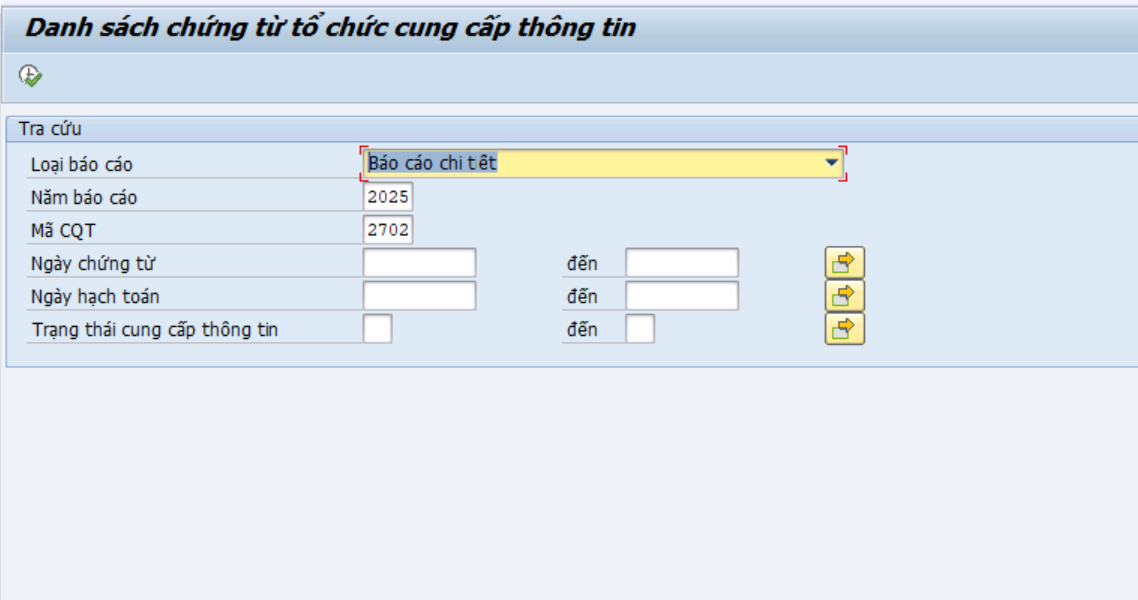 Danh sách chứng từ tổ chức cung cấp thông tin
Tra cứu
Loại báo cáo Báo cáo chi tết
Năm báo cáo 2025
Mã CQT 2702
Ngày chứng từ đến
Ngày hạch toán đến
Trạng thái cung cấp thông tin đến